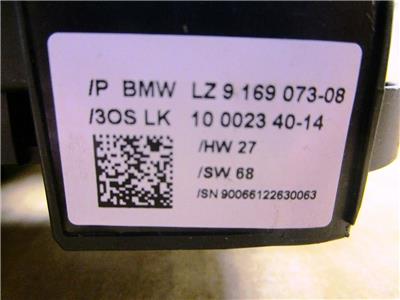 /P BMW LZ 9 169 073-08
/3OS LK 10 0023 40-14
/HW 27
/SW 68
/SN 90066122630063